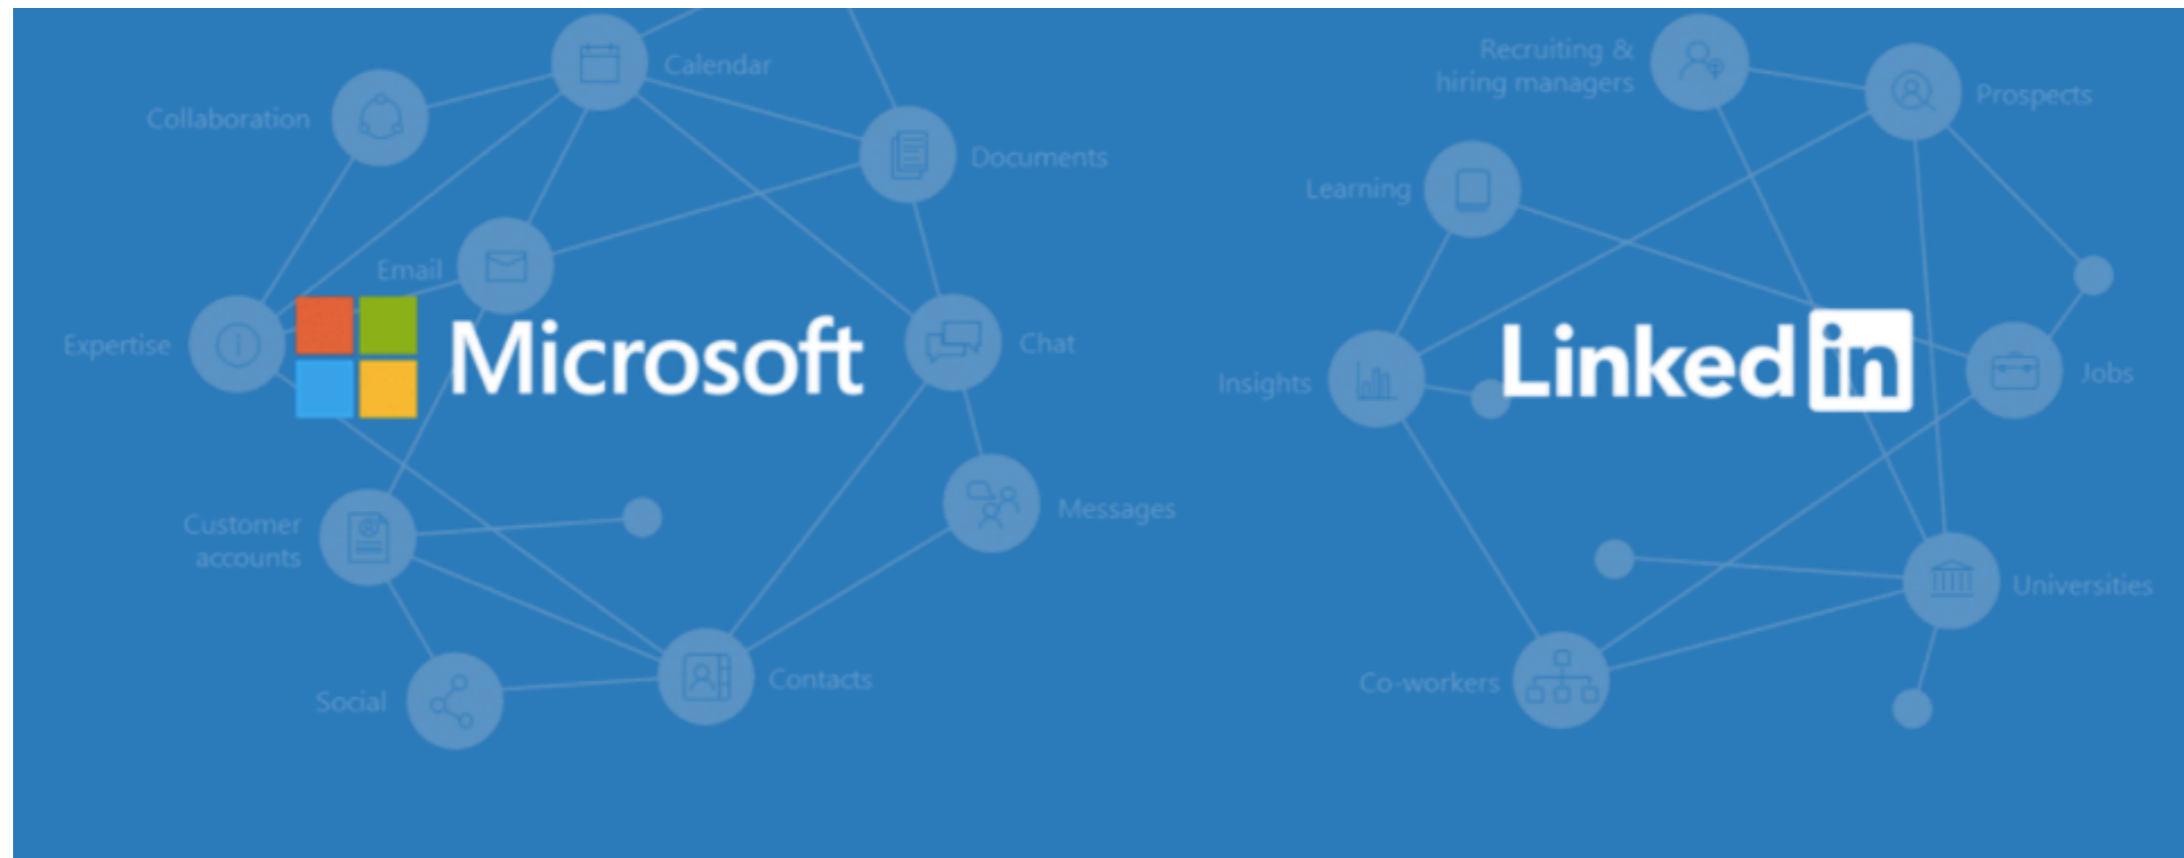 Calendar
Collaboration
Documents
Email
Expertise
Microsoft
Chat
Customer
accounts
Messages
Social
Contacts
Recruiting &
hiring managers
Prospects
Learning
Insights
Linkedin
Jobs
Universities
Co-workers